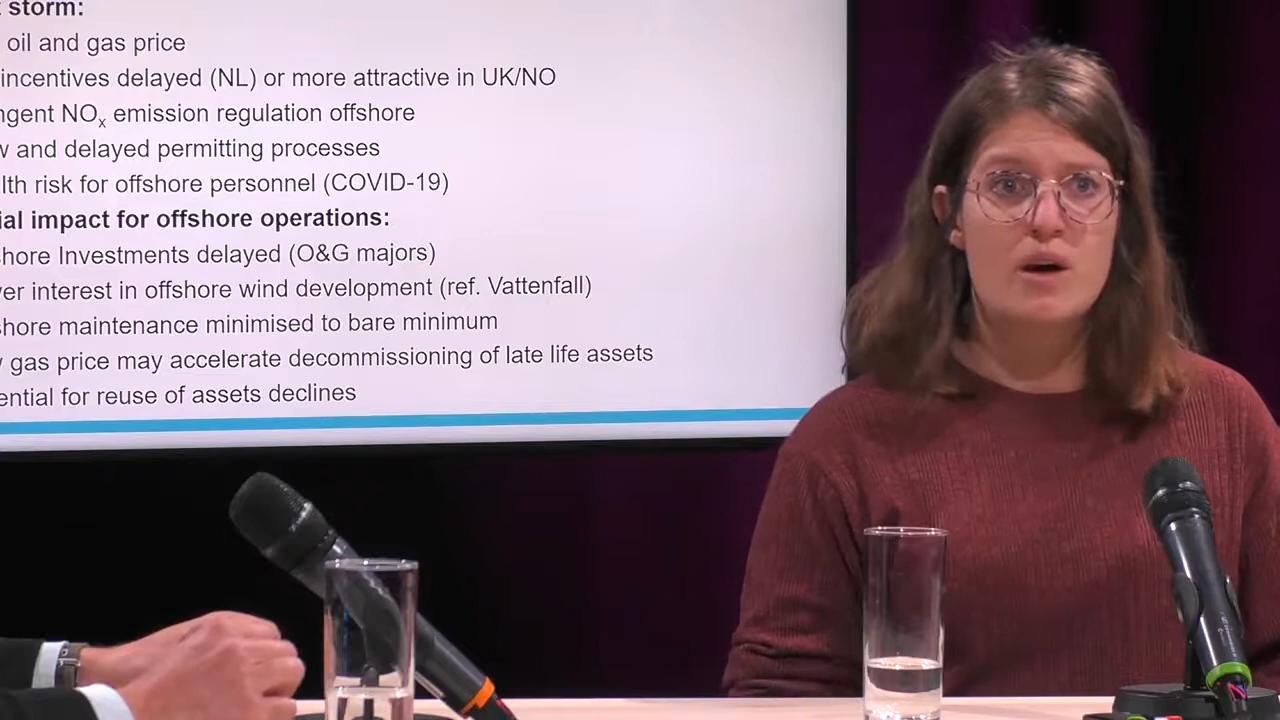 storm:
oil and gas price
incentives delayed (NL) or more attractive in UK/NO
ngent NOx emission regulation offshore
w and delayed permitting processes
lth risk for offshore personnel (COVID-19)
ial impact for offshore operations:
hore Investments delayed (O&G majors)
er interest in offshore wind development (ref. Vattenfall)
shore maintenance minimised to bare minimum
gas price may accelerate decommissioning of late life assets
ential for reuse of assets declines